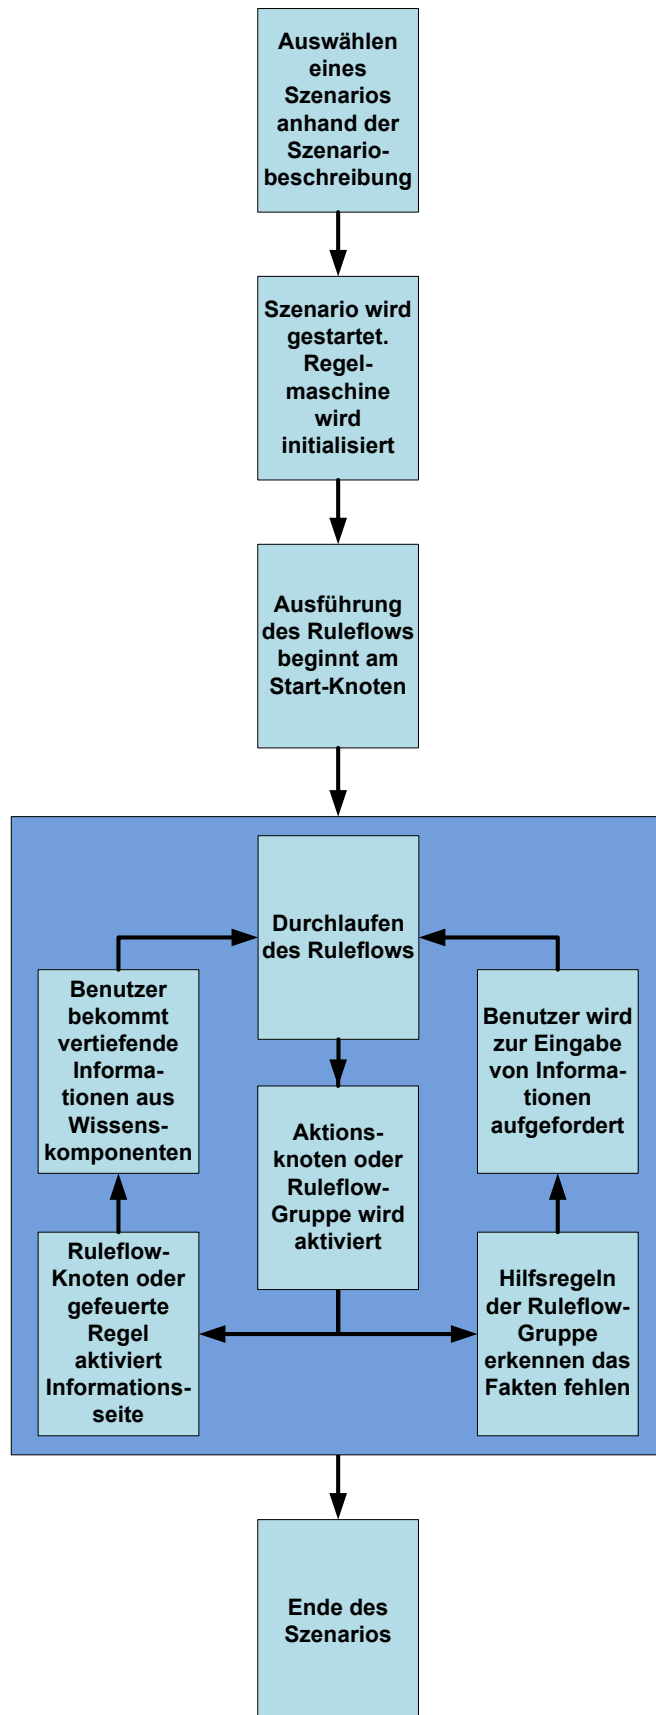 Auswählen
eines
Szenarios
anhand der
Szenario-
beschreibung
Szenario wird
gestartet.
Regel-
maschine
wird
initialisiert
Ausführung
des Ruleflows
beginnt am
Start-Knoten
Durchlaufen
des Ruleflows
Benutzer
bekommt
vertiefende
Informa-
tionen aus
Wissens-
komponenten
Benutzer wird
zur Eingabe
von Informa-
tionen
aufgefordert
Aktions-
knoten oder
Ruleflow-
Gruppe wird
aktiviert
Ruleflow-
Knoten oder
gefeuerte
Regel
aktiviert
Informations-
seite
Hilfsregeln
der Ruleflow-
Gruppe
erkennen das
Fakten fehlen
Ende des
Szenarios